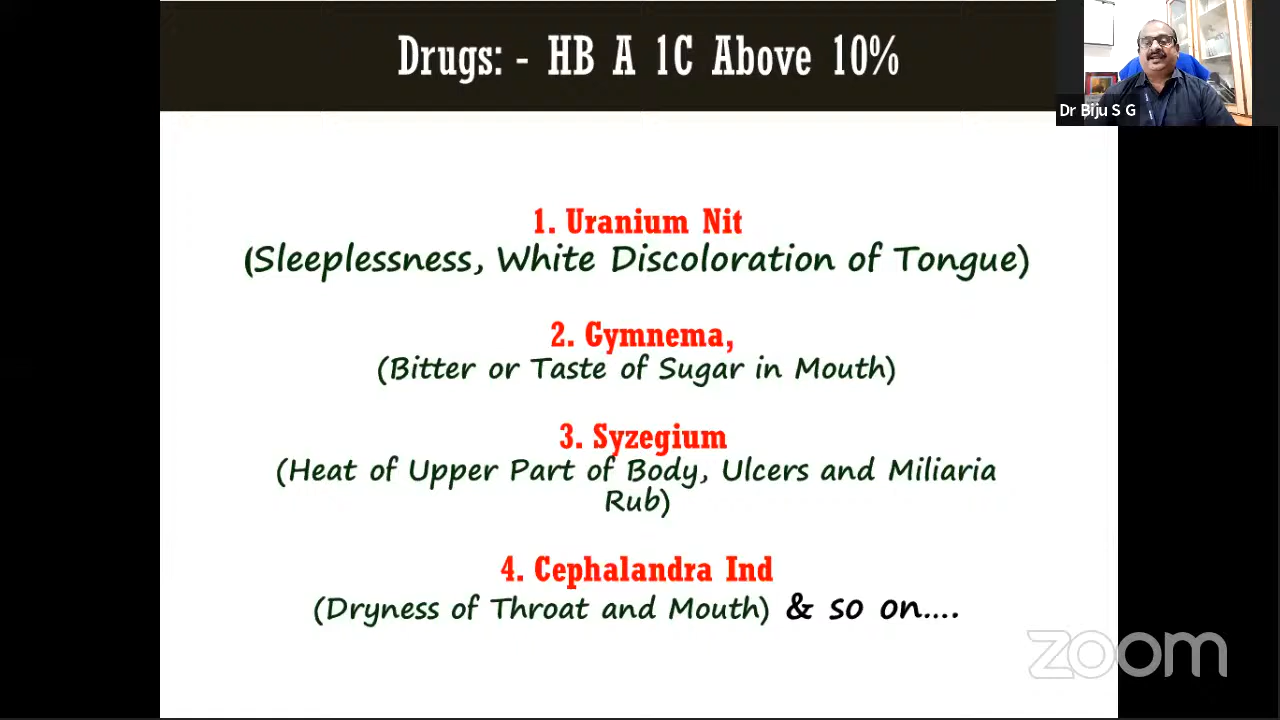 Drugs: - HB A 1C Above 10%
Dr Biju S G
1. Uranium Nit
(Sleeplessness, White Discoloration of Tongue)
2. Gymnema,
(Bitter or Taste of Sugar in Mouth)
3. Syzegium
(Heat of Upper Part of Body, Ulcers and Miliaria
Rub)
4. Cephalandra Ind
(Dryness of Throat and Mouth) & so on....
zoom